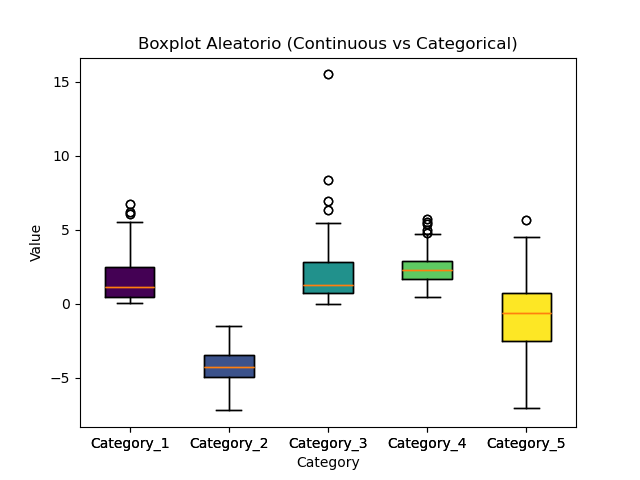 Boxplot Aleatorio (Continuous vs Categorical)
15
10
5
0
−5
Value
Category_1 Category_2 Category_3 Category_4 Category_5
Category